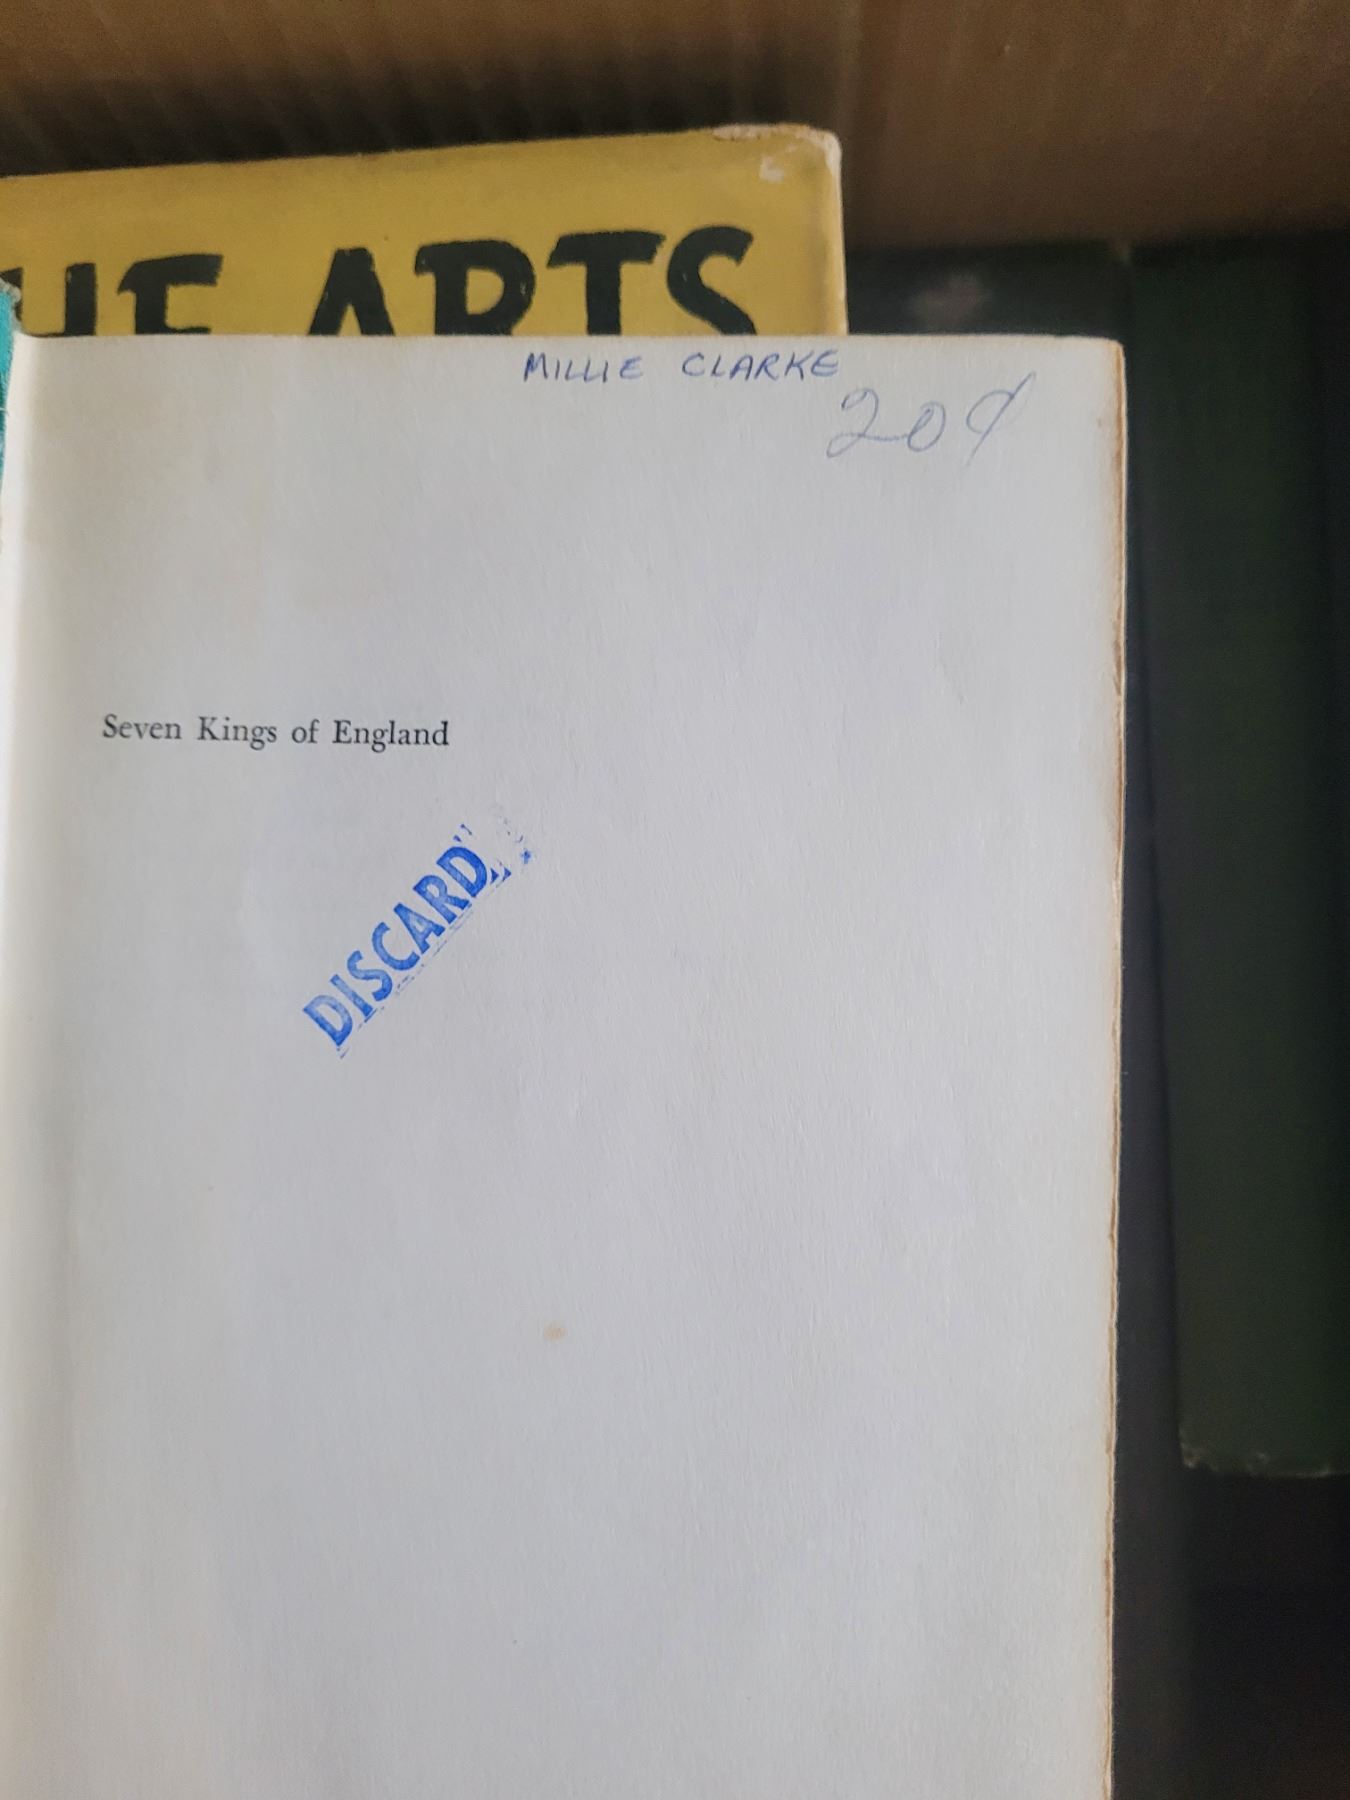 HE ARTS
MILLIE CLARKE
20¢
Seven Kings of England
DISCARD